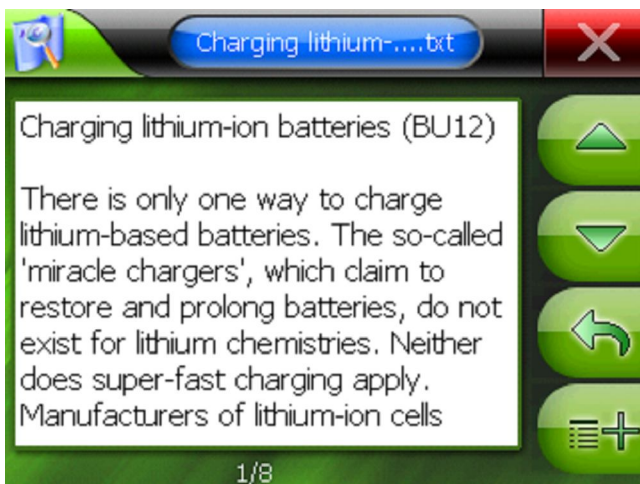 Charging lithium-....txt
Charging lithium-ion batteries (BU12)
There is only one way to charge
lithium-based batteries. The so-called
'miracle chargers', which claim to
restore and prolong batteries, do not
exist for lithium chemistries. Neither
does super-fast charging apply.
Manufacturers of lithium-ion cells
1/8